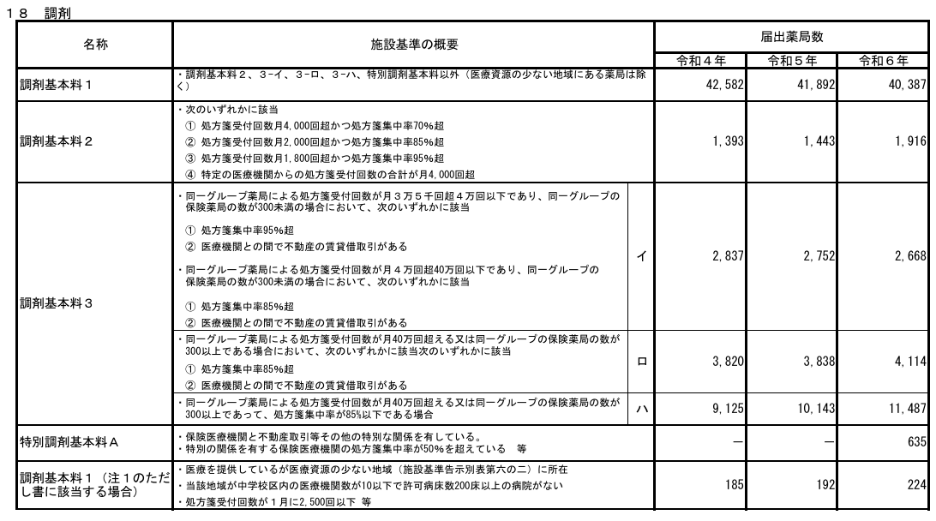 １８　調剤
名称
施設基準の概要
届出薬局数
令和４年
令和５年
令和６年
調剤基本料１
・調剤基本料２、３-イ、３-ロ、３-ハ、特別調剤基本料以外（医療資源の少ない地域にある薬局は除
く）
42,582
41,892
40,387
調剤基本料２
・次のいずれかに該当
① 処方箋受付回数月4,000回超かつ処方箋集中率70%超
② 処方箋受付回数月2,000回超かつ処方箋集中率85%超
③ 処方箋受付回数月1,800回超かつ処方箋集中率95%超
④ 特定の医療機関からの処方箋受付回数の合計が月4,000回超
1,393
1,443
1,916
調剤基本料３
・同一グループ薬局による処方箋受付回数が月３万５千回超４万回以下であり、同一グループの
保険薬局の数が300未満の場合において、次のいずれかに該当
① 処方箋集中率95%超
② 医療機関との間で不動産の賃貸借取引がある
・同一グループ薬局による処方箋受付回数が月４万回超40万回以下であり、同一グループの
保険薬局の数が300未満の場合において、次のいずれかに該当
① 処方箋集中率85%超
② 医療機関との間で不動産の賃貸借取引がある
イ
2,837
2,752
2,668
・同一グループ薬局による処方箋受付回数が月40万回超える又は同一グループの保険薬局の数が
300以上である場合において、次のいずれかに該当次のいずれかに該当
① 処方箋集中率85%超
② 医療機関との間で不動産の賃貸借取引がある
ロ
3,820
3,838
4,114
・同一グループ薬局による処方箋受付回数が月40万回超える又は同一グループの保険薬局の数が
300以上であって、処方箋集中率が85%以下である場合
ハ
9,125
10,143
11,487
特別調剤基本料Ａ
・保険医療機関と不動産取引等その他の特別な関係を有している。
・特別の関係を有する保険医療機関の処方箋集中率が50%を超えている　等
－
－
635
調剤基本料１（注１のただ
し書に該当する場合）
・医療を提供しているが医療資源の少ない地域（施設基準告示別表第六の二）に所在
・当該地域が中学校区内の医療機関数が10以下で許可病床数200床以上の病院がない
・処方箋受付回数が１月に2,500回以下 等
185
192
224